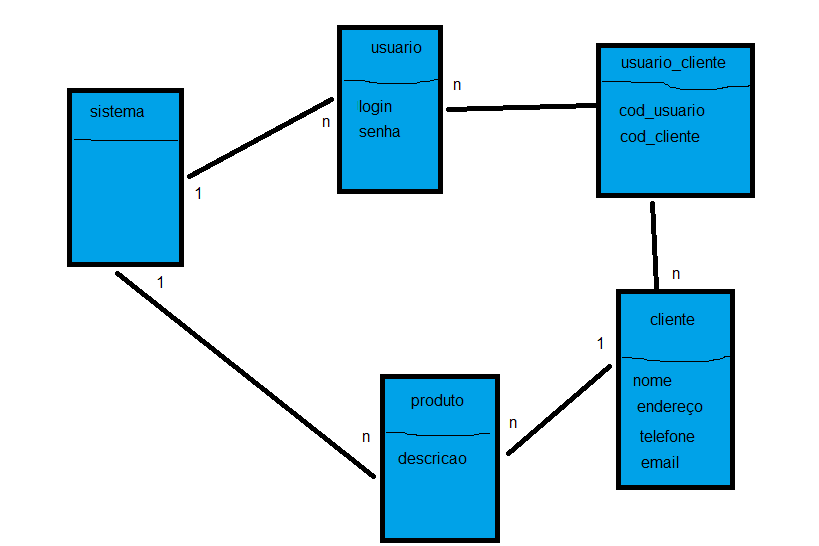 sistema
1
n
usuario
login
senha
n
usuario_cliente
cod_usuario
cod_cliente
n
cliente
nome
endereço
telefone
email
1
n
produto
descricao
n
1